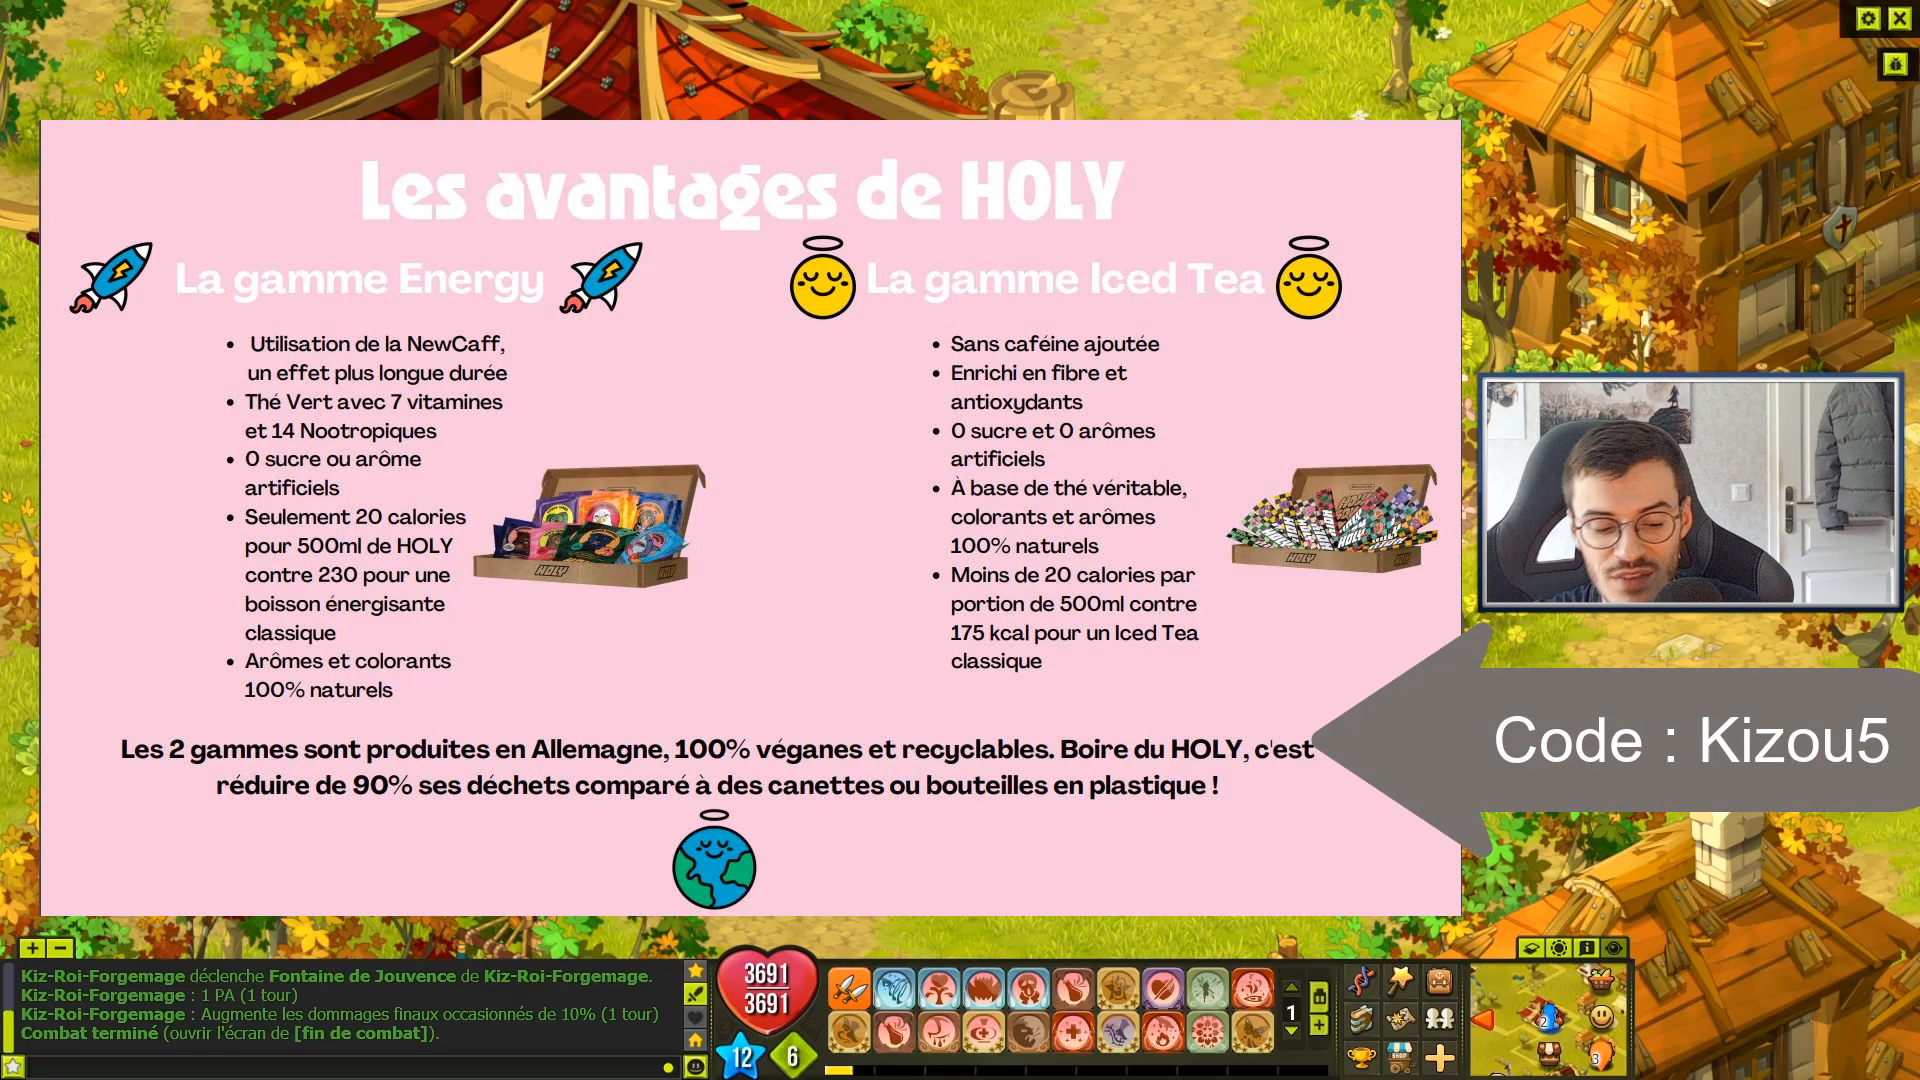 Les avantages de HOLY
La gamme Energy
Utilisation de la NewCaff,
un effet plus longue durée
Thé Vert avec 7 vitamines
et 14 Nootropiques
0 sucre ou arôme
artificiels
Seulement 20 calories
pour 500ml de HOLY
contre 230 pour une
boisson énergisante
classique
Arômes et colorants
100% naturels
HOLY
La gamme Iced Tea
Sans caféine ajoutée
Enrichi en fibre et
antioxydants
0 sucre et 0 arômes
artificiels
À base de thé véritable,
colorants et arômes
100% naturels
Moins de 20 calories par
portion de 500ml contre
175 kcal pour un Iced Tea
classique
HOLY
Les 2 gammes sont produites en Allemagne, 100% véganes et recyclables. Boire du HOLY, c'est
réduire de 90% ses déchets comparé à des canettes ou bouteilles en plastique !
Code : Kizou5
Kiz-Roi-Forgemage déclenche Fontaine de Jouvence de Kiz-Roi-Forgemage.
Kiz-Roi-Forgemage : 1 PA (1 tour)
Kiz-Roi-Forgemage : Augmente les dommages finaux occasionnés de 10% (1 tour)
Combat terminé (ouvrir l'écran de [fin de combat]).
3691
3691
12
6
1
SHOP
2
3